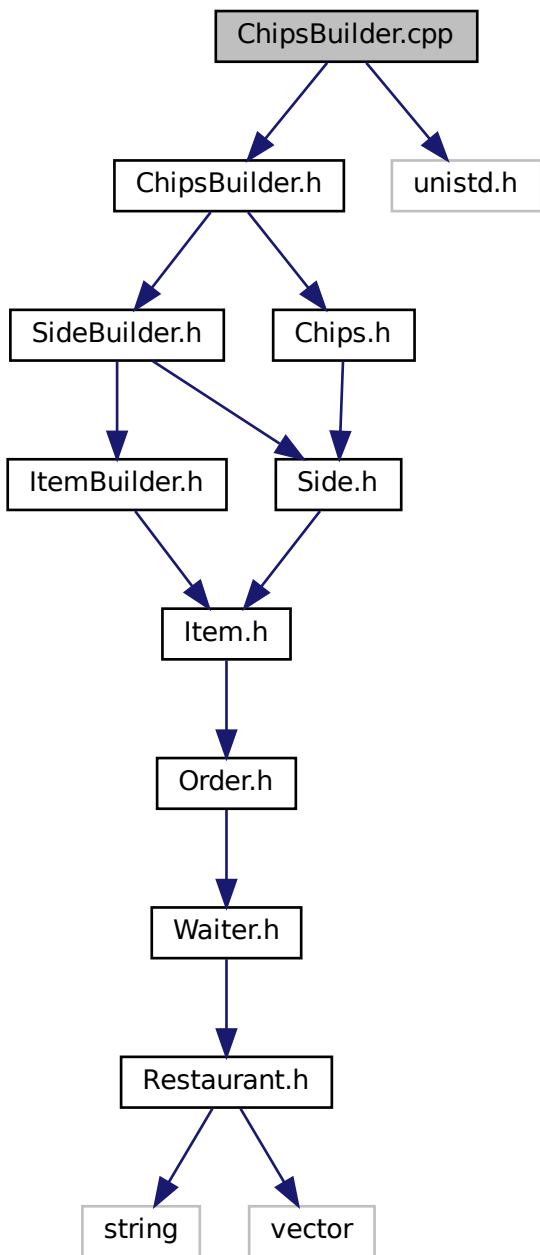 ChipsBuilder.cpp
ChipsBuilder.h
unistd.h
SideBuilder.h
Chips.h
ItemBuilder.h
Side.h
Item.h
Order.h
Waiter.h
Restaurant.h
string
vector